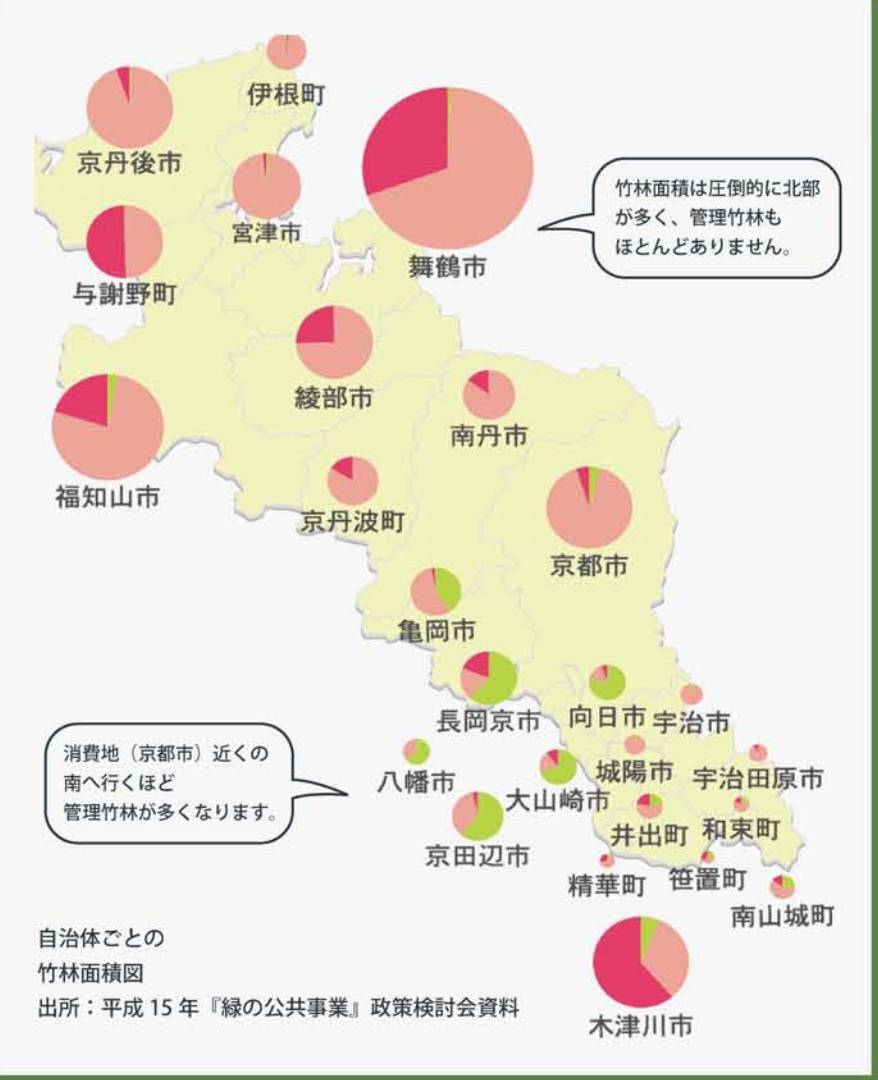 伊根町
京丹後市
宮津市
竹林面積は圧倒的に北部
が多く、管理竹林も
ほとんどありません。
舞鶴市
与謝野町
綾部市
南丹市
福知山市
京丹波町
京都市
亀岡市
長岡京市
向日市
宇治市
消費地（京都市）近くの
南へ行くほど
管理竹林が多くなります。
八幡市
城陽市
宇治田原市
大山崎市
井出町
和束町
京田辺市
精華町
笹置町
南山城町
自治体ごとの
竹林面積図
出所：平成 15 年『緑の公共事業』政策検討会資料
木津川市